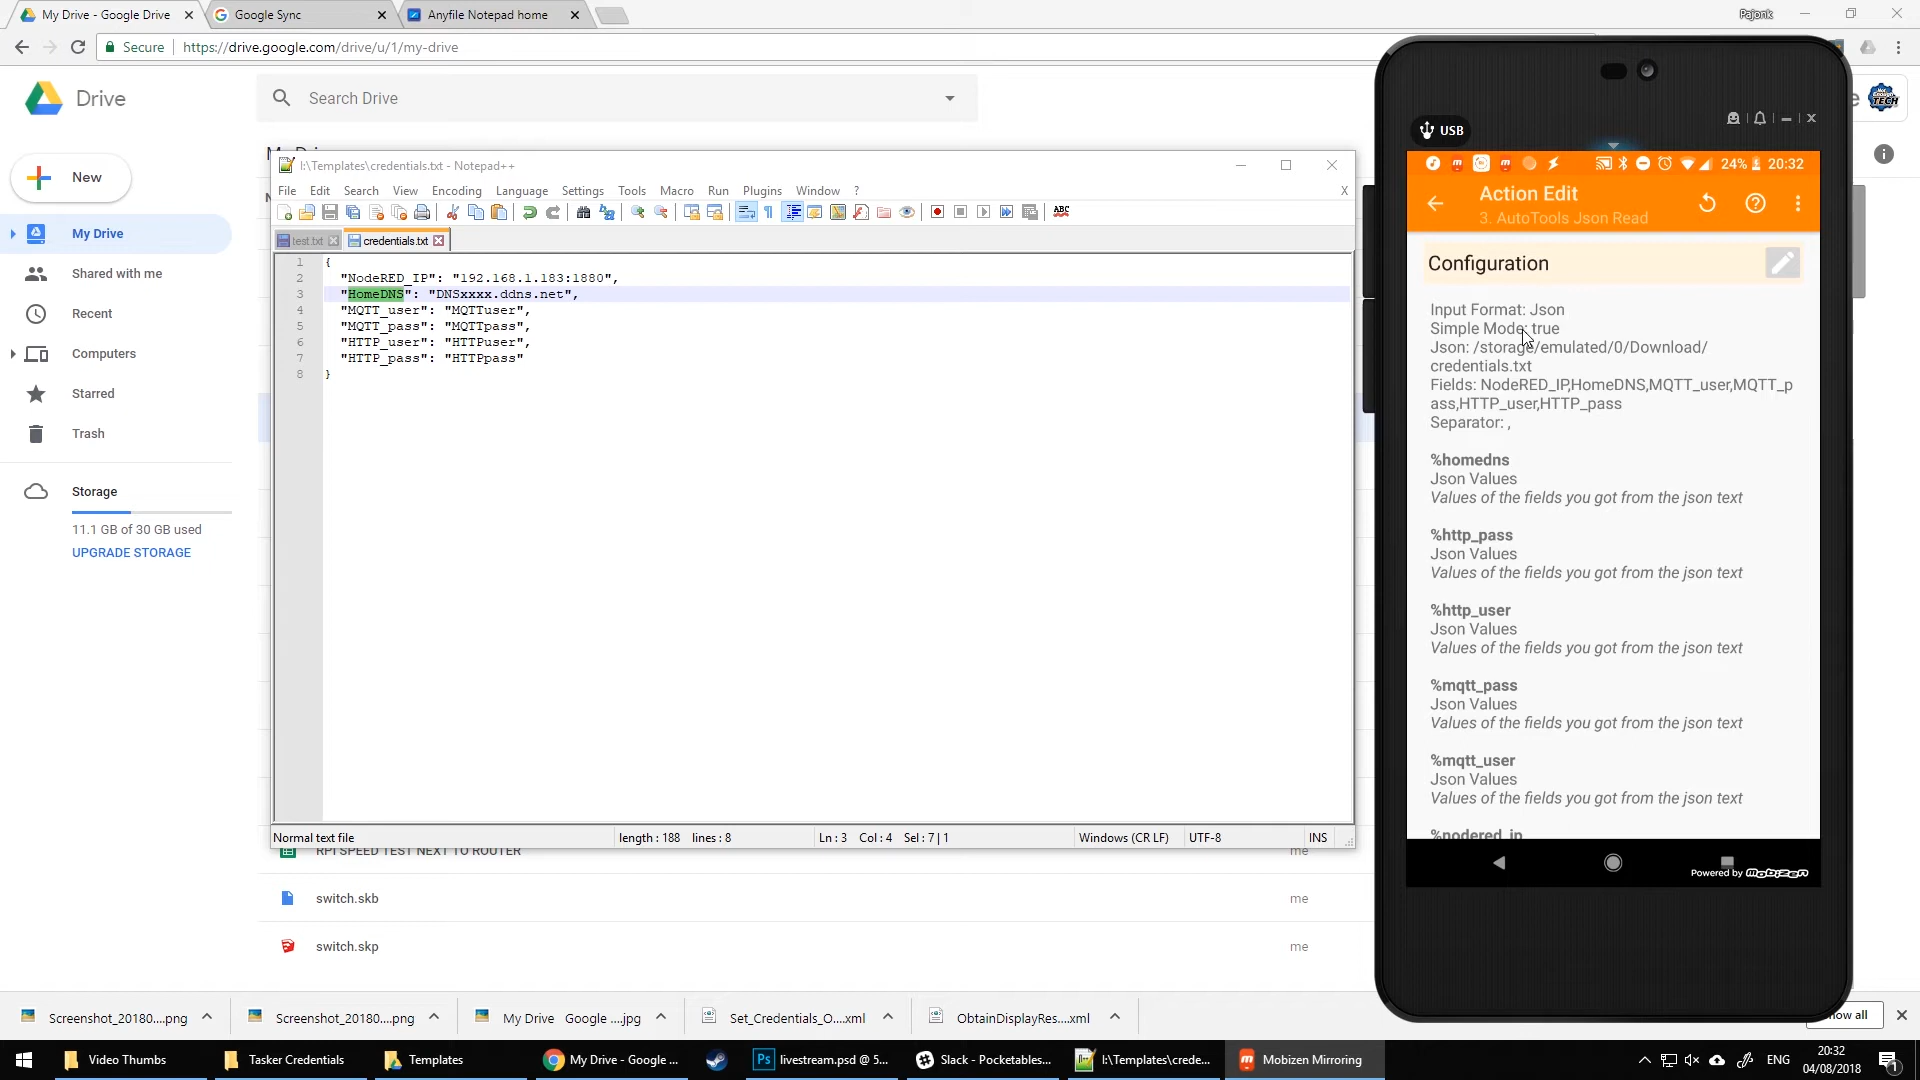 My Drive - Google Drive
Google Sync
Anyfile Notepad home
Pajonk
Secure
https://drive.google.com/drive/u/1/my-drive
Drive
Search Drive
New
My Drive
Shared with me
Recent
Computers
Starred
Trash
Storage
11.1 GB of 30 GB used
UPGRADE STORAGE
I:\Templates\credentials.txt - Notepad++
File Edit Search View Encoding Language Settings Tools Macro Run Plugins Window ? X
test.txt
credentials.txt
1 {
2 "NodeRED_IP": "192.168.1.183:1880",
3 "HomeDNS": "DNSxxxx.ddns.net",
4 "MQTT_user": "MQTTuser",
5 "MQTT_pass": "MQTTpass",
6 "HTTP_user": "HTTPuser",
7 "HTTP_pass": "HTTPpass"
8 }
Normal text file
length : 188 lines : 8
Ln : 3 Col : 4 Sel : 7 | 1
Windows (CR LF)
UTF-8
INS
RPI SPEED TEST NEXT TO ROUTER
me
switch.skb
me
switch.skp
me
USB
24% 20:32
Action Edit
3. AutoTools Json Read
Configuration
Input Format: Json
Simple Mode: true
Json: /storage/emulated/0/Download/
credentials.txt
Fields: NodeRED_IP,HomeDNS,MQTT_user,MQTT_p
ass,HTTP_user,HTTP_pass
Separator: ,
%homedns
Json Values
Values of the fields you got from the json text
%http_pass
Json Values
Values of the fields you got from the json text
%http_user
Json Values
Values of the fields you got from the json text
%mqtt_pass
Json Values
Values of the fields you got from the json text
%mqtt_user
Json Values
Values of the fields you got from the json text
%nodered_ip
Powered by mobizen
Screenshot_20180....png
Screenshot_20180....png
My Drive Google ....jpg
Set_Credentials_O....xml
ObtainDisplayRes....xml
Show all
Video Thumbs
Tasker Credentials
Templates
My Drive - Google ...
livestream.psd @ 5...
Slack - Pocketables...
I:\Templates\crede...
Mobizen Mirroring
ENG
20:32
04/08/2018